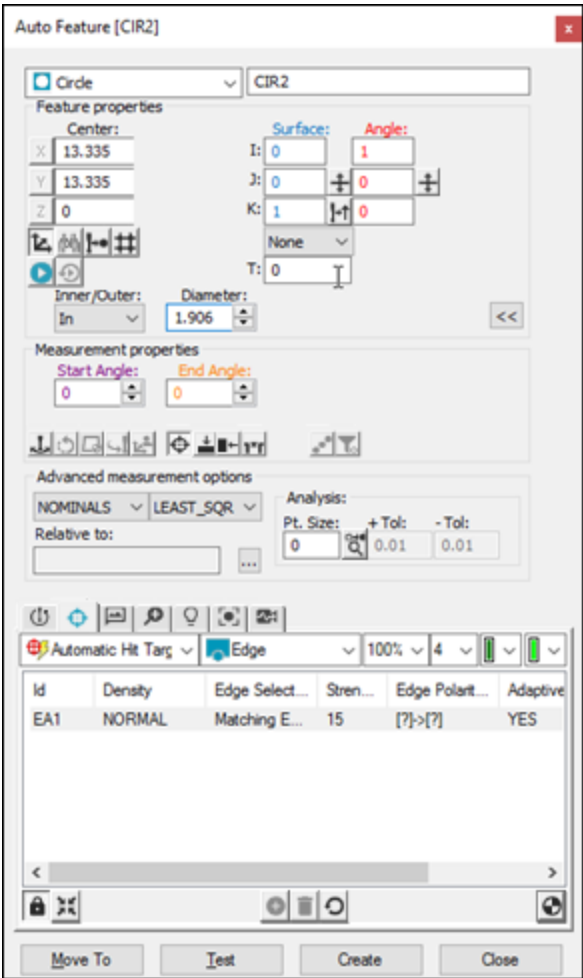 Auto Feature [CIR2]
x
Circle CIR2
Feature properties
Center: Surface: Angle:
X 13.335 I: 0 1
Y 13.335 J: 0 0
Z 0 K: 1 0
None
T: 0
Inner/Outer: Diameter:
In 1.906 <<
Measurement properties
Start Angle: End Angle:
0 0
Advanced measurement options
NOMINALS LEAST_SQR Analysis:
Relative to: Pt. Size: + Tol: - Tol:
0 0.01 0.01
...
Automatic Hit Targ Edge 100% 4
Id Density Edge Select... Stren... Edge Polarit... Adaptive
EA1 NORMAL Matching E... 15 [?]->[?] YES
Move To Test Create Close